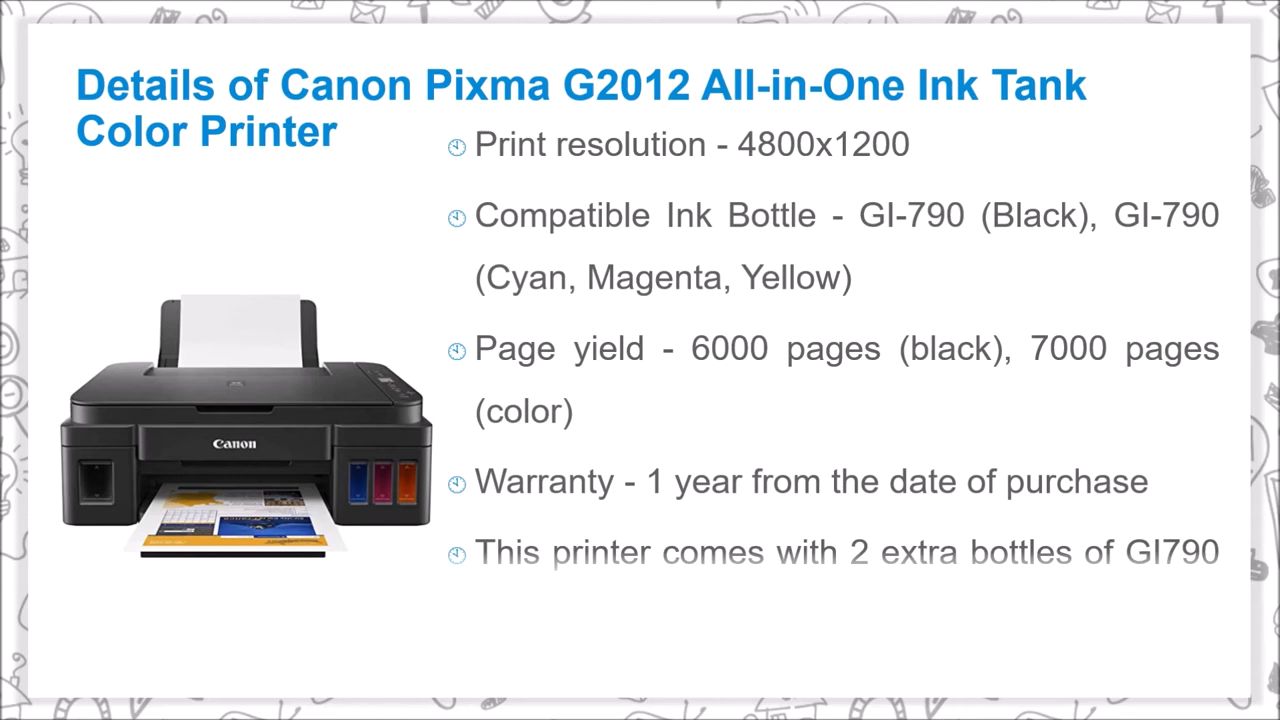 Details of Canon Pixma G2012 All-in-One Ink Tank
Color Printer
Print resolution - 4800x1200
Compatible Ink Bottle - GI-790 (Black), GI-790
(Cyan, Magenta, Yellow)
Page yield - 6000 pages (black), 7000 pages
(color)
Warranty - 1 year from the date of purchase
This printer comes with 2 extra bottles of GI790
Canon